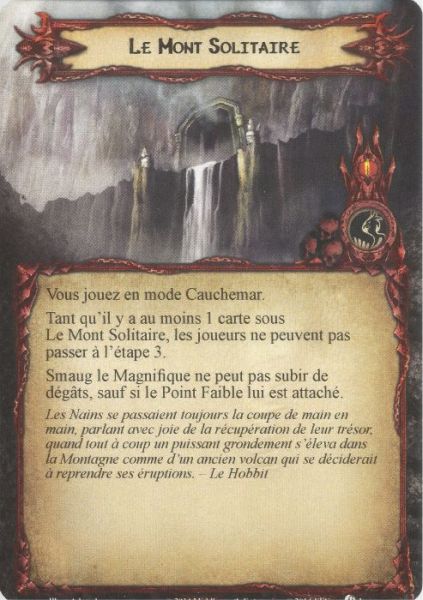 Le Mont Solitaire
Vous jouez en mode Cauchemar.
Tant qu'il y a au moins 1 carte sous
Le Mont Solitaire, les joueurs ne peuvent pas
passer à l'étape 3.
Smaug le Magnifique ne peut pas subir de
dégâts, sauf si le Point Faible lui est attaché.
Les Nains se passaient toujours la coupe de main en
main, parlant avec joie de la récupération de leur trésor,
quand tout à coup un puissant grondement s'éleva dans
la Montagne comme d'un ancien volcan qui se déciderait
à reprendre ses éruptions. – Le Hobbit